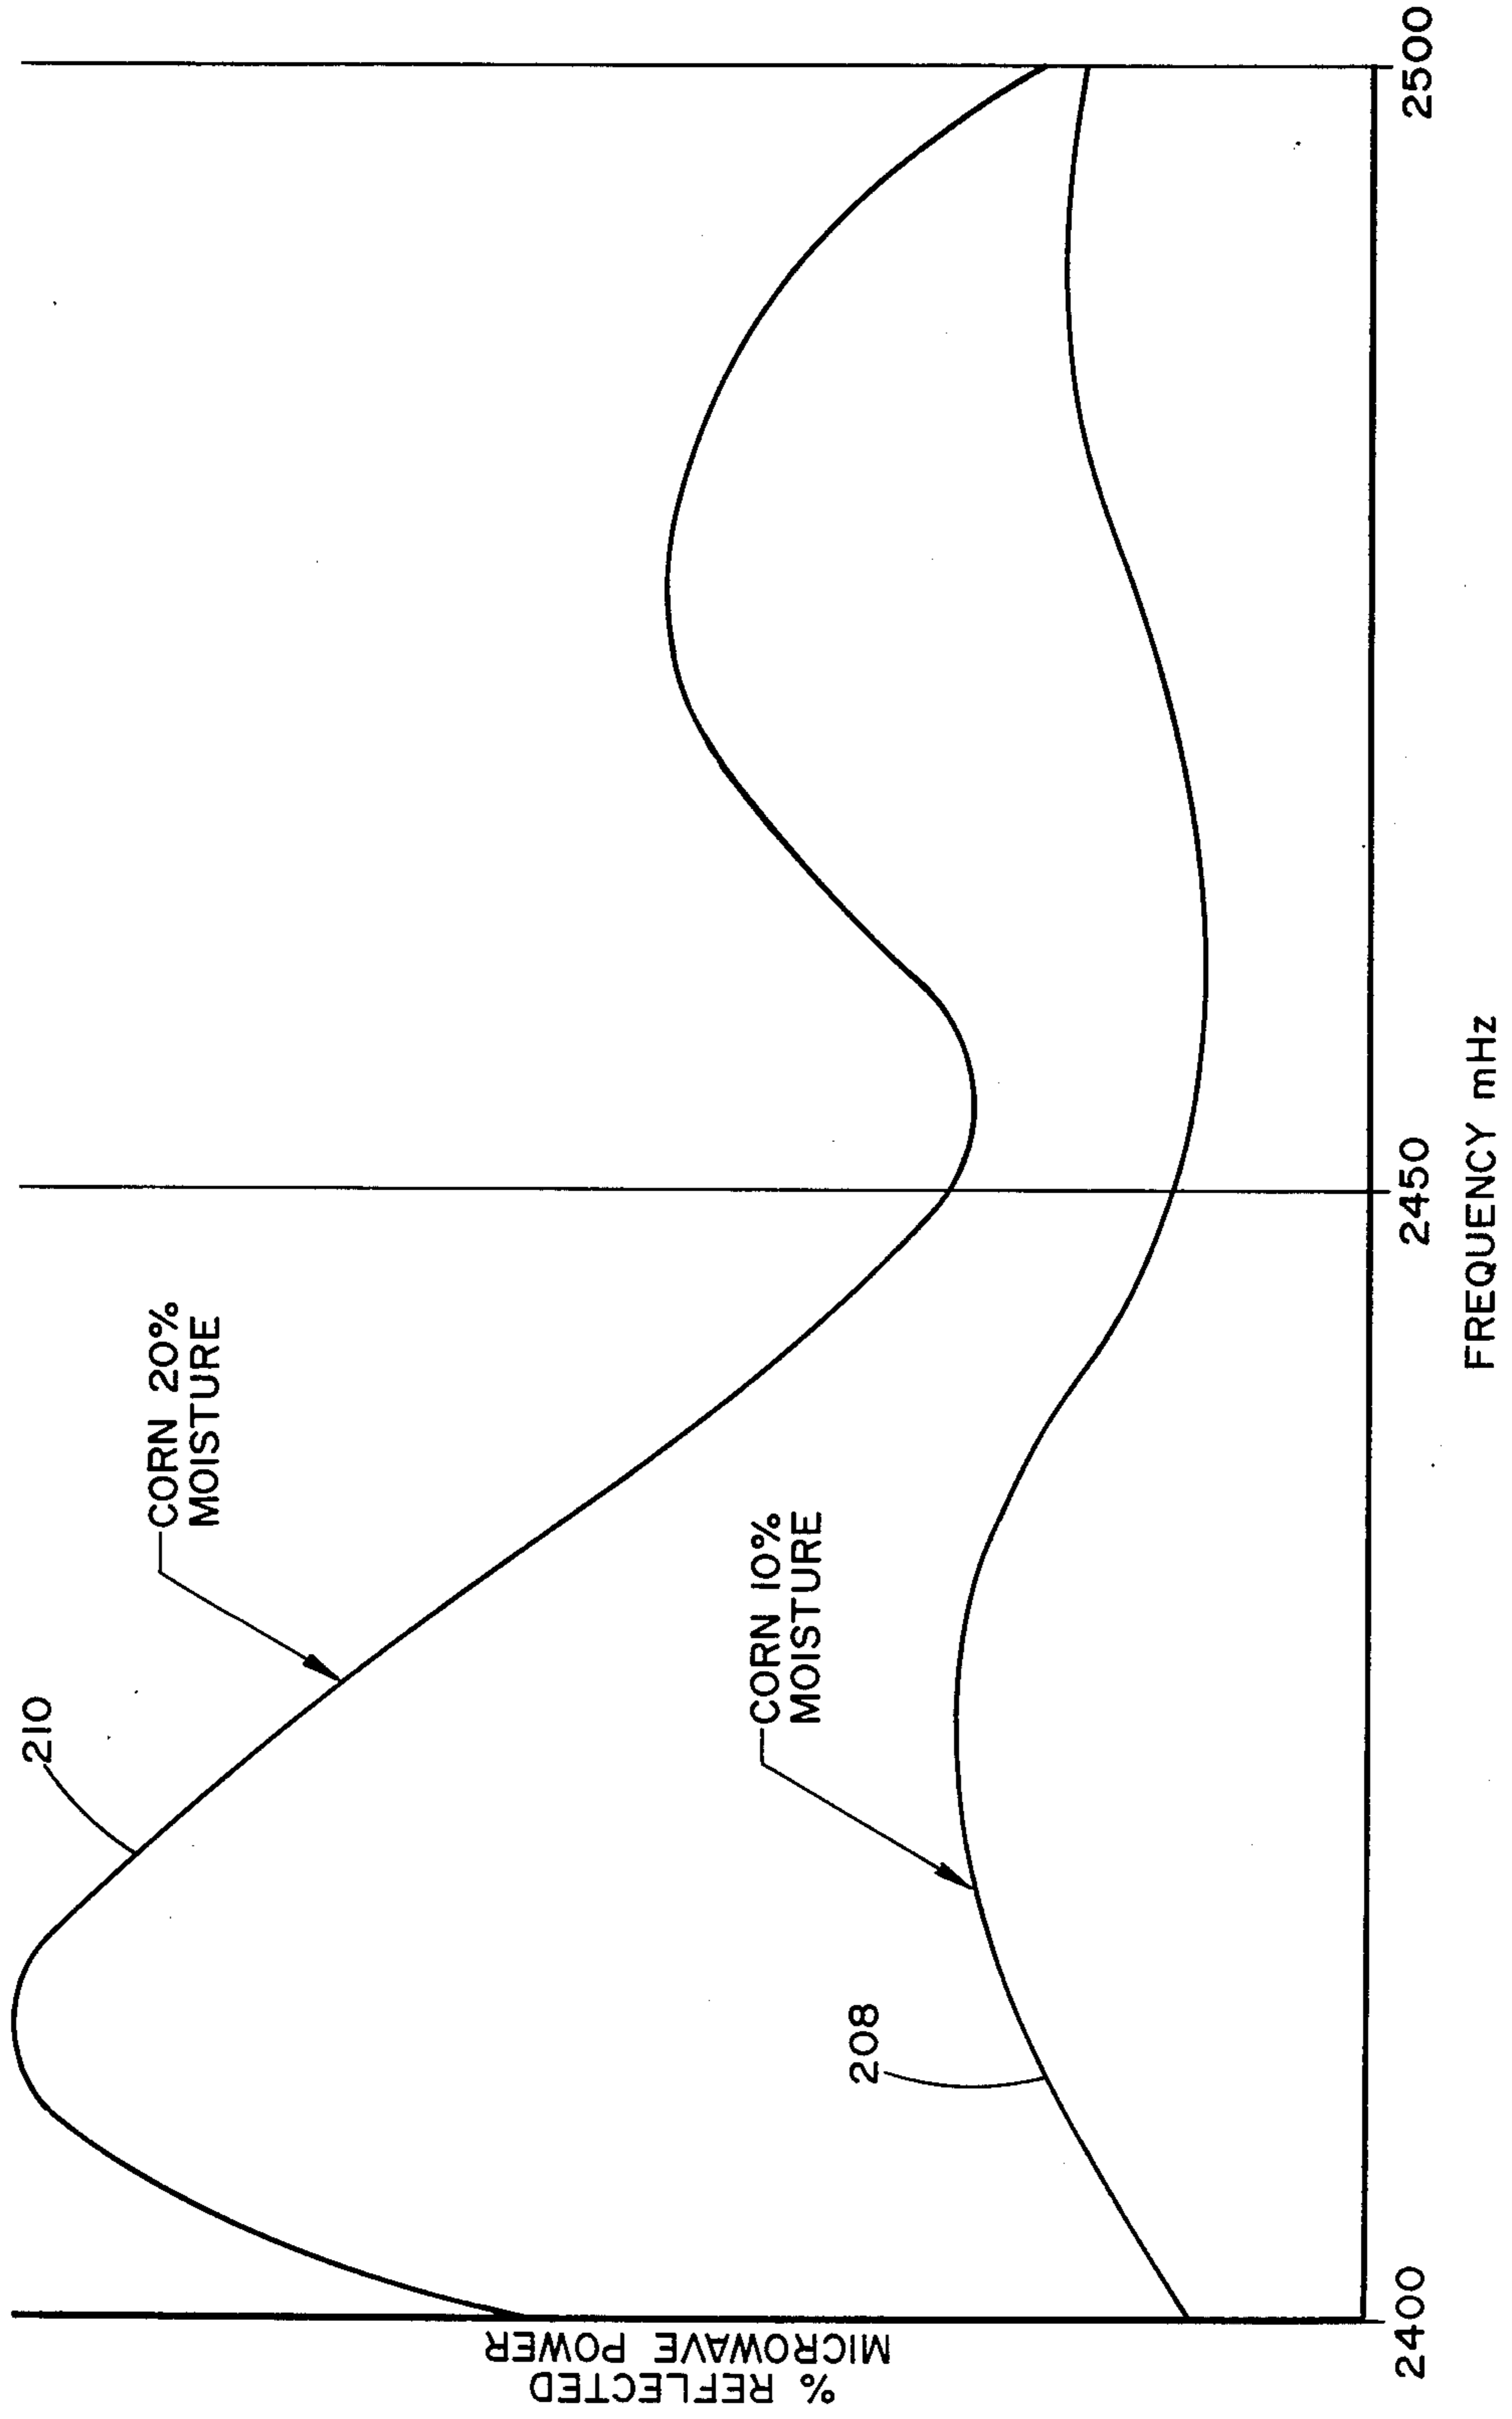 210
CORN 20%
MOISTURE
CORN 10%
MOISTURE
208
% REFLECTED
MICROWAVE POWER
2400
2450
2500
FREQUENCY mHz